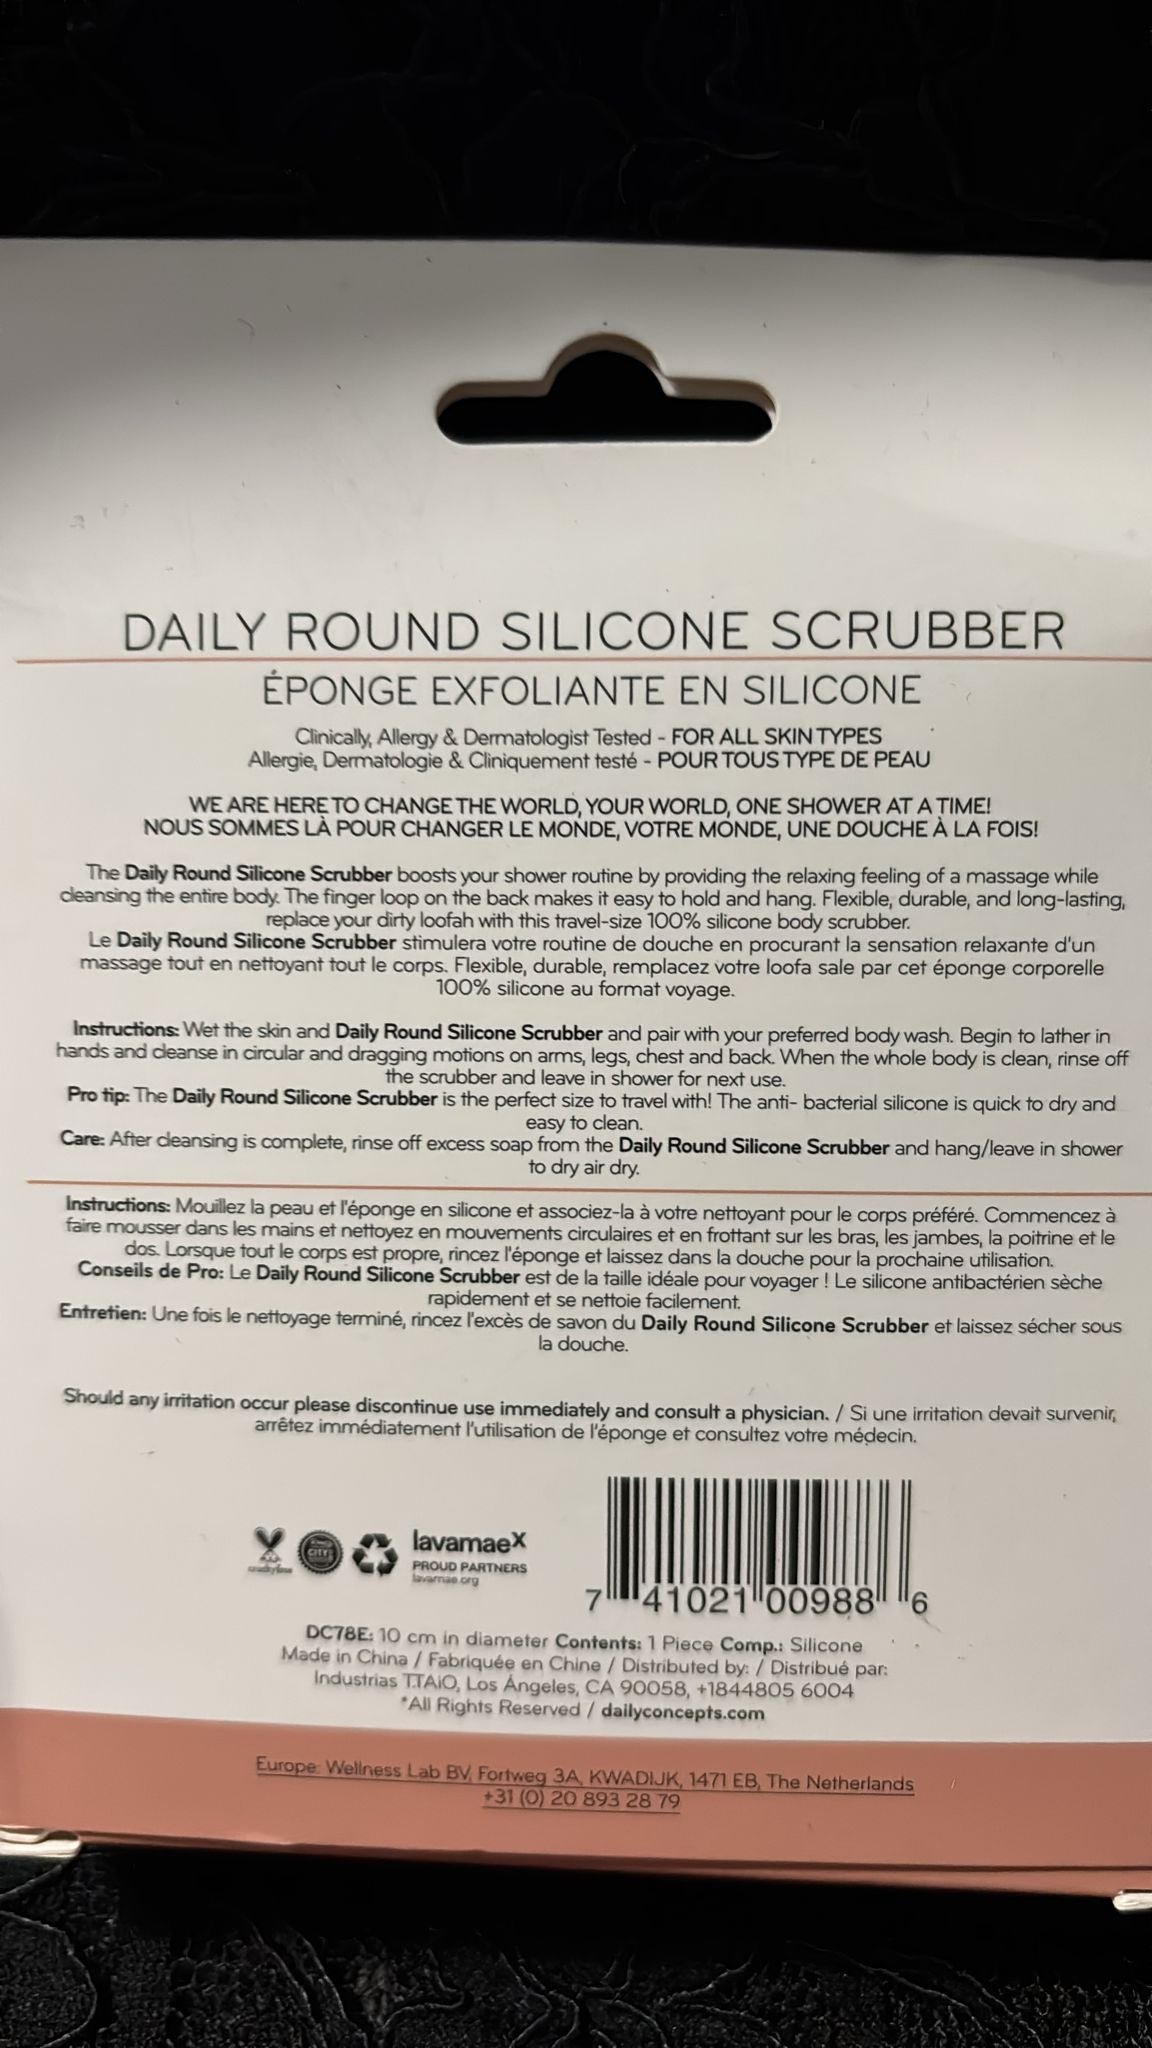 DAILY ROUND SILICONE SCRUBBER
ÉPONGE EXFOLIANTE EN SILICONE
Clinically, Allergy & Dermatologist Tested - FOR ALL SKIN TYPES
Allergie, Dermatologie & Cliniquement testé - POUR TOUS TYPE DE PEAU
WE ARE HERE TO CHANGE THE WORLD, YOUR WORLD, ONE SHOWER AT A TIME!
NOUS SOMMES LÀ POUR CHANGER LE MONDE, VOTRE MONDE, UNE DOUCHE À LA FOIS!
The Daily Round Silicone Scrubber boosts your shower routine by providing the relaxing feeling of a massage while
cleansing the entire body. The finger loop on the back makes it easy to hold and hang. Flexible, durable, and long-lasting,
replace your dirty loofah with this travel-size 100% silicone body scrubber.
Le Daily Round Silicone Scrubber stimulera votre routine de douche en procurant la sensation relaxante d'un
massage tout en nettoyant tout le corps. Flexible, durable, remplacez votre loofa sale par cet éponge corporelle
100% silicone au format voyage.
Instructions: Wet the skin and Daily Round Silicone Scrubber and pair with your preferred body wash. Begin to lather in
hands and cleanse in circular and dragging motions on arms, legs, chest and back. When the whole body is clean, rinse off
the scrubber and leave in shower for next use.
Pro tip: The Daily Round Silicone Scrubber is the perfect size to travel with! The anti- bacterial silicone is quick to dry and
easy to clean.
Care: After cleansing is complete, rinse off excess soap from the Daily Round Silicone Scrubber and hang/leave in shower
to dry air dry.
Instructions: Mouillez la peau et l'éponge en silicone et associez-la à votre nettoyant pour le corps préféré. Commencez à
faire mousser dans les mains et nettoyez en mouvements circulaires et en frottant sur les bras, les jambes, la poitrine et le
dos. Lorsque tout le corps est propre, rincez l'éponge et laissez dans la douche pour la prochaine utilisation.
Conseils de Pro: Le Daily Round Silicone Scrubber est de la taille idéale pour voyager ! Le silicone antibactérien sèche
rapidement et se nettoie facilement.
Entretien: Une fois le nettoyage terminé, rincez l'excès de savon du Daily Round Silicone Scrubber et laissez sécher sous
la douche.
Should any irritation occur please discontinue use immediately and consult a physician. / Si une irritation devait survenir,
arrêtez immédiatement l'utilisation de l'éponge et consultez votre médecin.
crueltyfree
CITY
lavamaeX
PROUD PARTNERS
lavamae.org
7 41021 00988 6
DC78E: 10 cm in diameter Contents: 1 Piece Comp.: Silicone
Made in China / Fabriquée en Chine / Distributed by: / Distribué par:
Industrias T.TAiO, Los Ángeles, CA 90058, +1844805 6004
*All Rights Reserved / dailyconcepts.com
Europe: Wellness Lab BV, Fortweg 3A, KWADIJK, 1471 EB, The Netherlands
+31 (0) 20 893 28 79